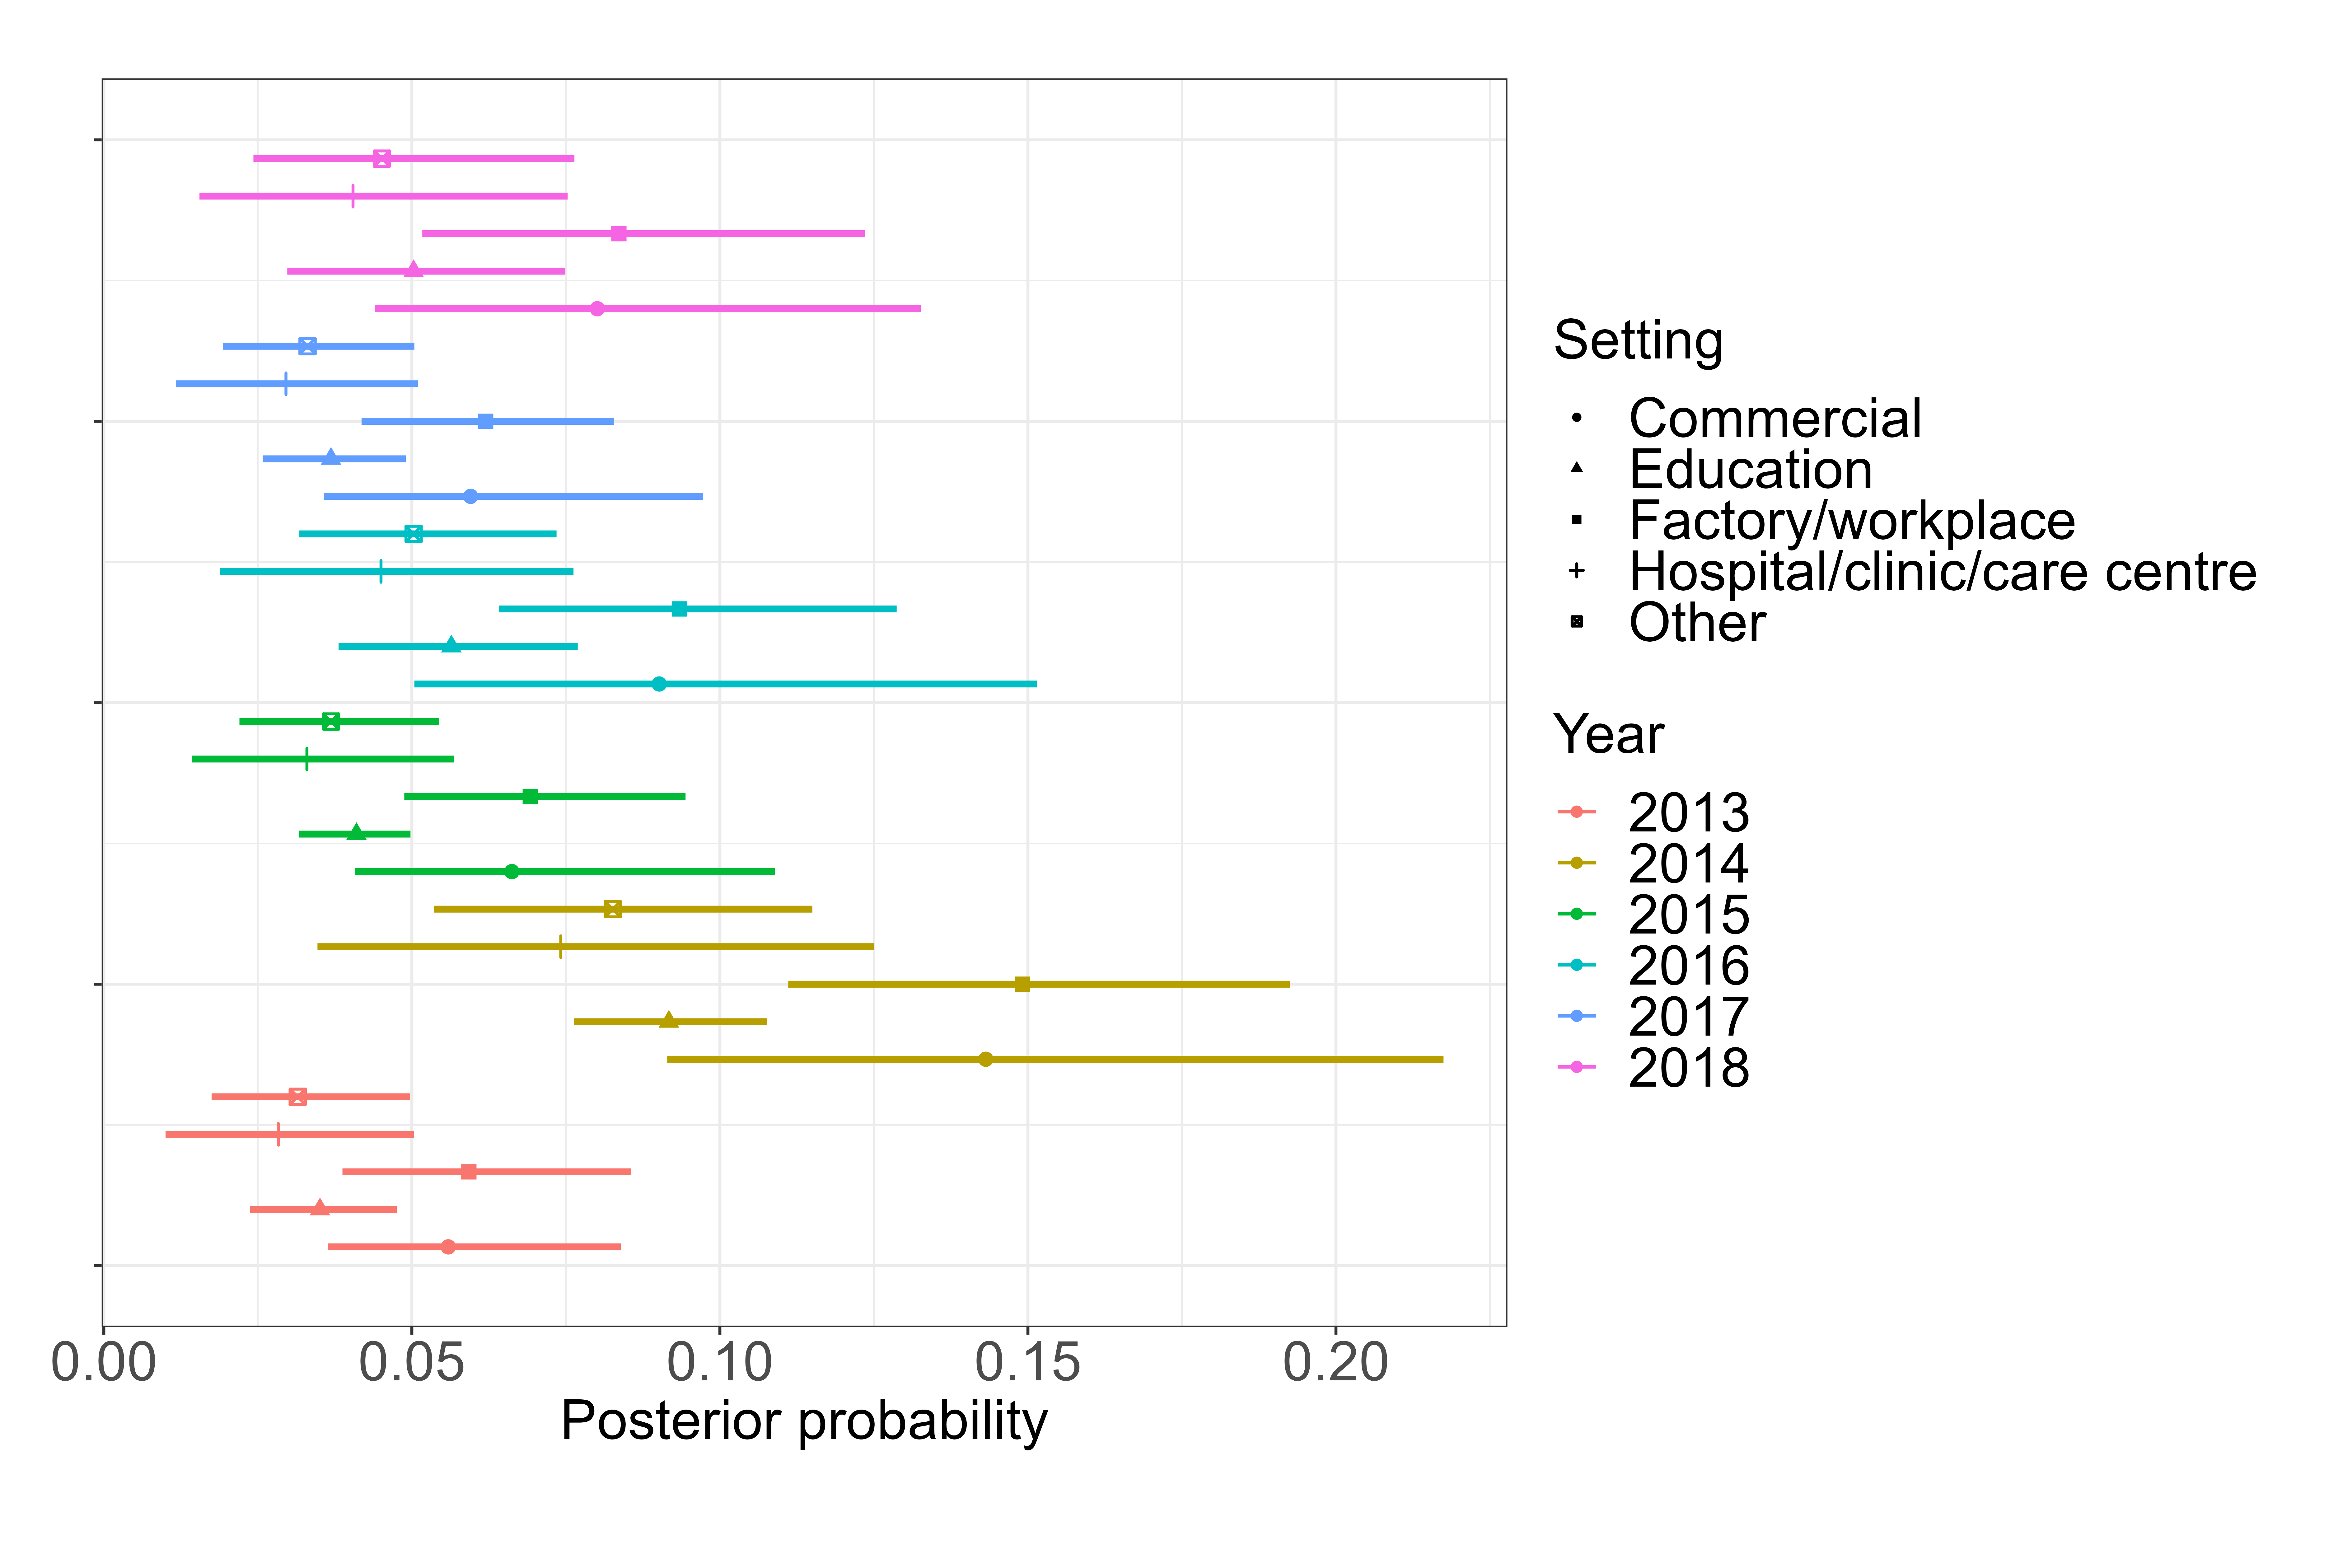 Setting
Commercial
Education
Factory/workplace
Hospital/clinic/care centre
Other
Year
2013
2014
2015
2016
2017
2018
0.00 0.05 0.10 0.15 0.20
Posterior probability